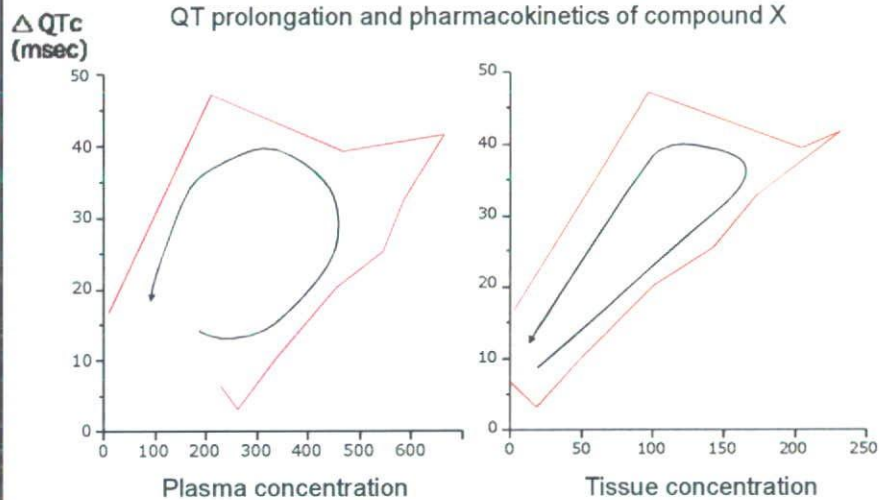 QT prolongation and pharmacokinetics of compound X
Δ QTc
(msec)
50
40
30
20
10
0
0 100 200 300 400 500 600
Plasma concentration
50
40
30
20
10
0
0 50 100 150 200 250
Tissue concentration